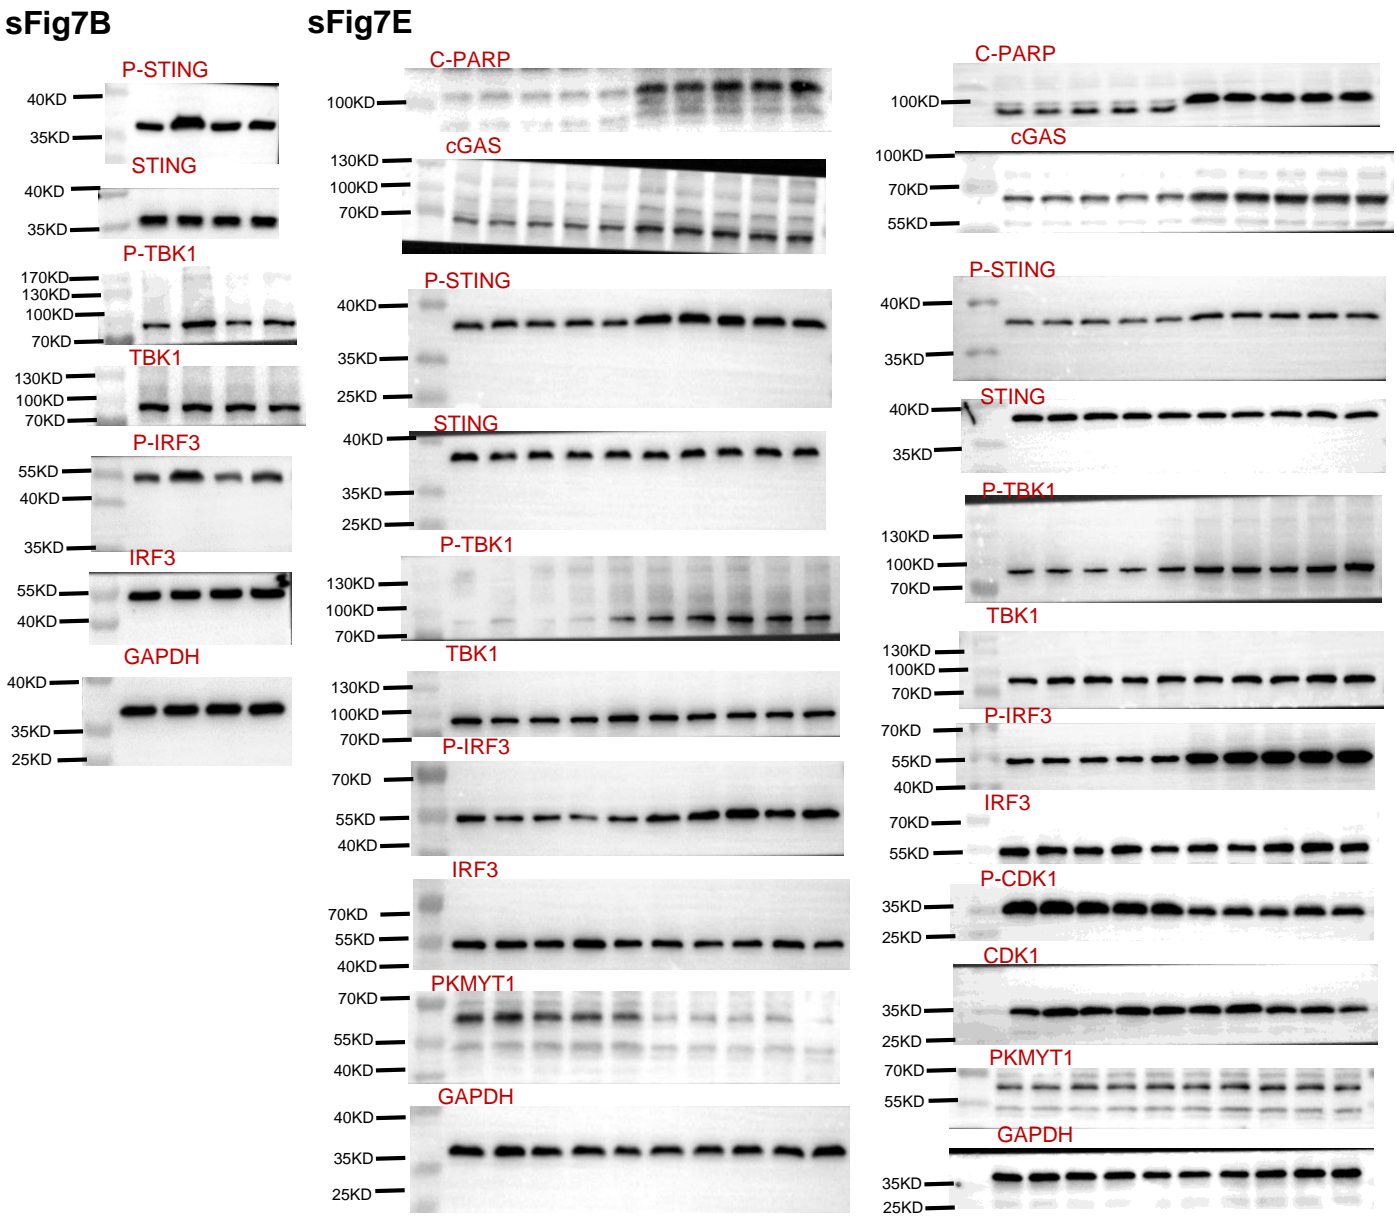 sFig7B
P-STING
40KD
35KD
STING
40KD
35KD
P-TBK1
170KD
130KD
100KD
70KD
TBK1
130KD
100KD
70KD
P-IRF3
55KD
40KD
35KD
IRF3
55KD
40KD
GAPDH
40KD
35KD
25KD
sFig7E
C-PARP
100KD
cGAS
130KD
100KD
70KD
P-STING
40KD
35KD
25KD
STING
40KD
35KD
25KD
P-TBK1
130KD
100KD
70KD
TBK1
130KD
100KD
70KD
P-IRF3
70KD
55KD
40KD
IRF3
70KD
55KD
40KD
PKMYT1
70KD
55KD
40KD
GAPDH
40KD
35KD
25KD
C-PARP
100KD
cGAS
100KD
70KD
55KD
P-STING
40KD
35KD
STING
40KD
35KD
P-TBK1
130KD
100KD
70KD
TBK1
130KD
100KD
70KD
P-IRF3
70KD
55KD
40KD
IRF3
70KD
55KD
P-CDK1
35KD
25KD
CDK1
35KD
25KD
PKMYT1
70KD
55KD
GAPDH
35KD
25KD